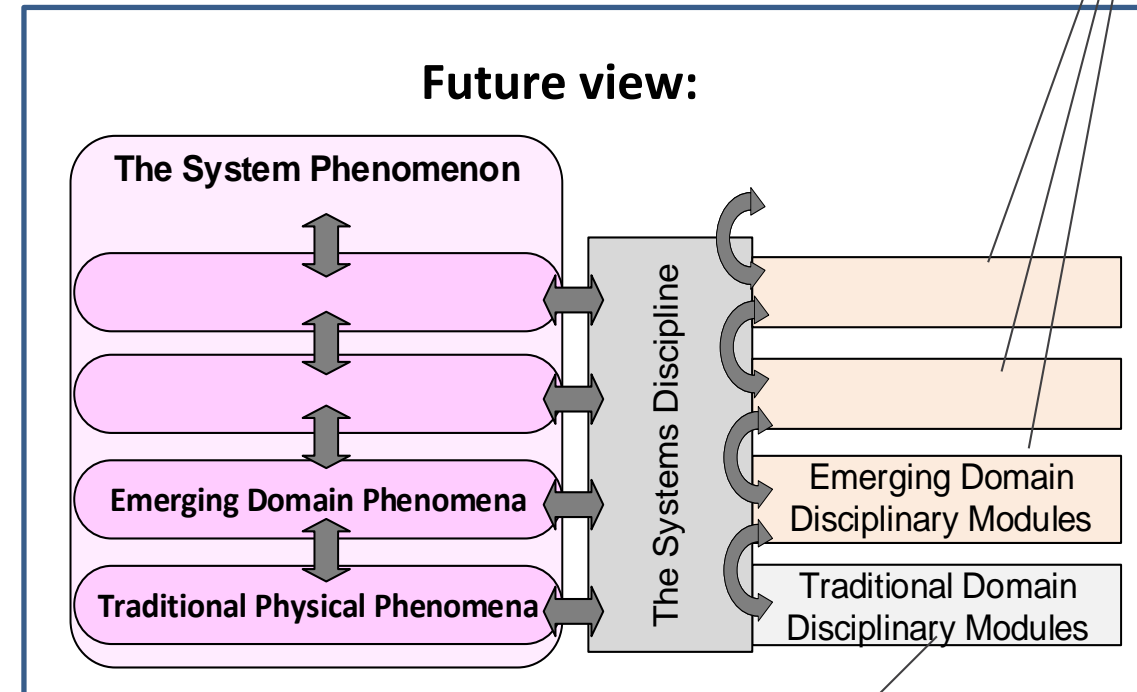 Future view:
The System Phenomenon
Emerging Domain Phenomena
Traditional Physical Phenomena
The Systems Discipline
Emerging Domain
Disciplinary Modules
Traditional Domain
Disciplinary Modules